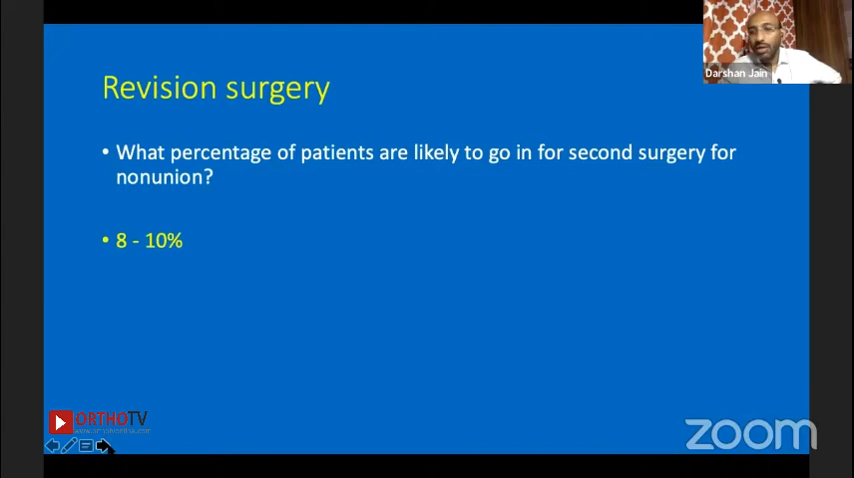 Darshan Jain
Revision surgery
• What percentage of patients are likely to go in for second surgery for
nonunion?
• 8 - 10%
ORTHOTV
zoom